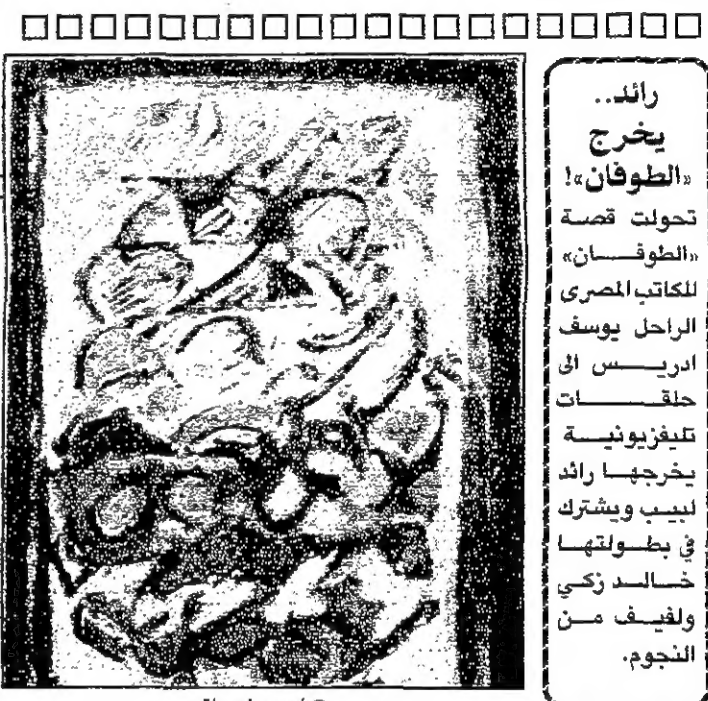 رائد..
يخرج
«الطوفان»!
تحولت قصة
«الطوفان»
للكاتب المصرى
الراحل يوسف
ادريس الى
حلقات
تليفزيونية
يخرجها رائد
لبيب ويشترك
في بطولتها
خالد زكي
ولفيف من
النجوم.